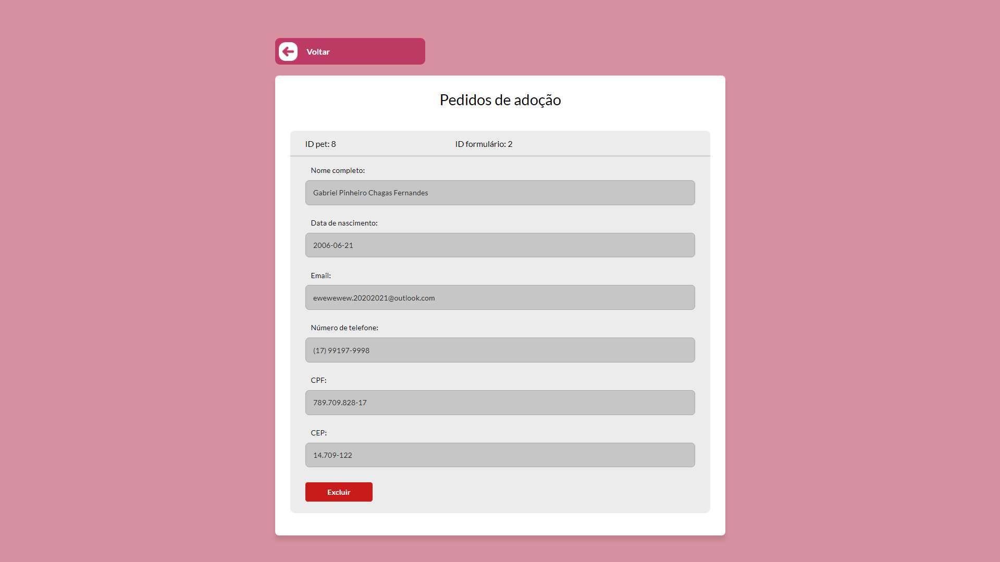 Voltar
Pedidos de adoção
ID pet: 8
ID formulário: 2
Nome completo:
Gabriel Pinheiro Chagas Fernandes
Data de nascimento:
2006-06-21
Email:
ewewewew.20202021@outlook.com
Número de telefone:
(17) 99197-9998
CPF:
789.709.828-17
CEP:
14.709-122
Excluir